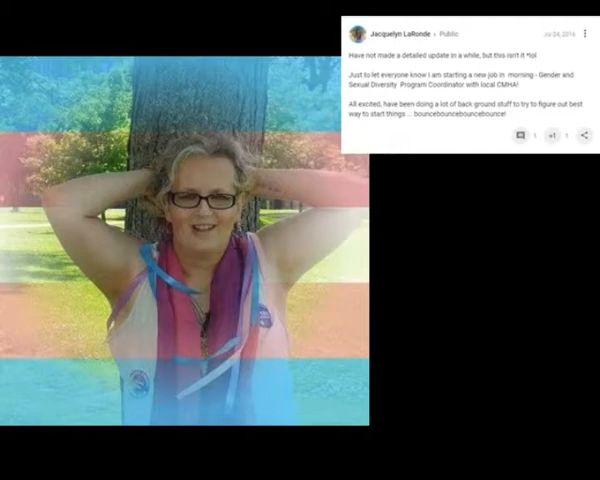 Jacquelyn LaRonde › Public Jul 24, 2016
Have not made a detailed update in a while, but this isn't it *lol
Just to let everyone know I am starting a new job in morning - Gender and
Sexual Diversity Program Coordinator with local CMHA!
All excited, have been doing a lot of back ground stuff to try to figure out best
way to start things ... bouncebouncebouncebounce!
1 +1 1